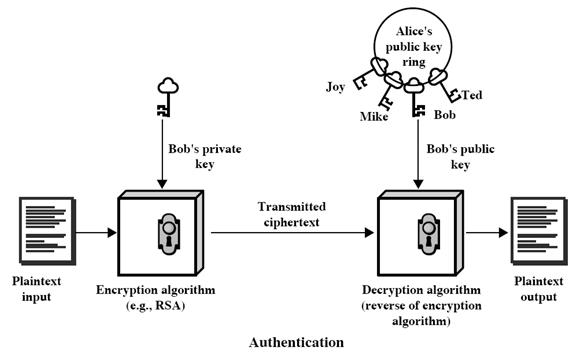 Alice's
public key
ring
Joy
Mike
Bob
Ted
Bob's private
key
Bob's public
key
Transmitted
ciphertext
Plaintext
input
Encryption algorithm
(e.g., RSA)
Decryption algorithm
(reverse of encryption
algorithm)
Plaintext
output
Authentication